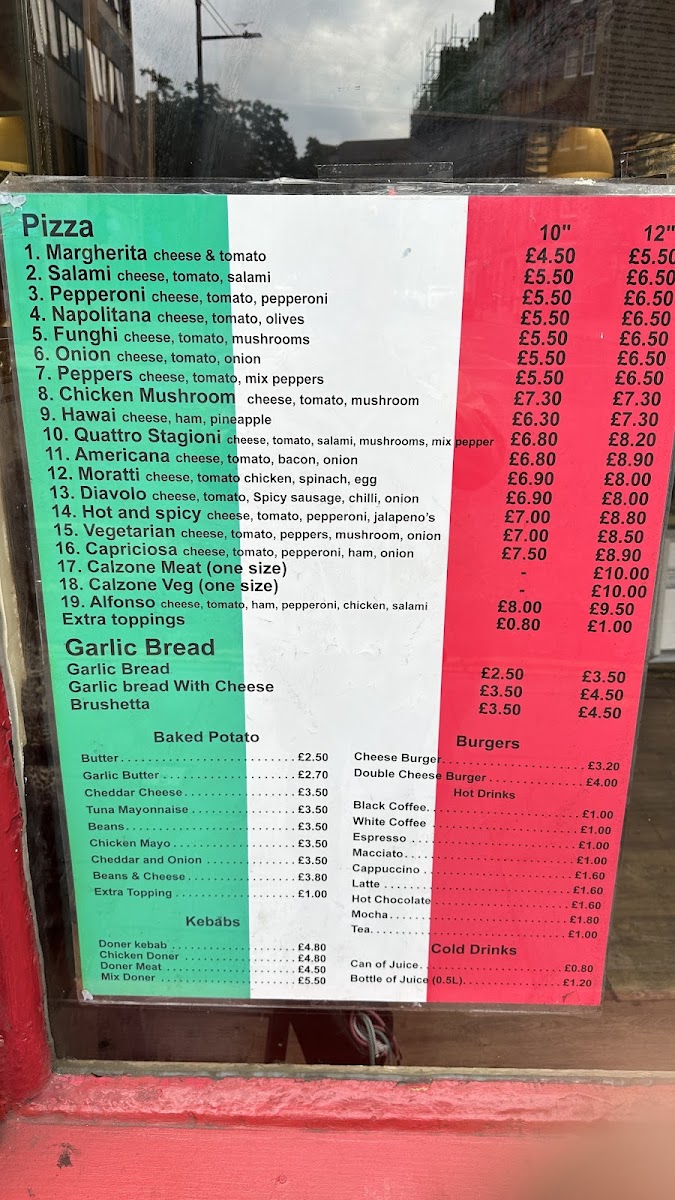 Pizza 10" 12"
1. Margherita cheese & tomato £4.50 £5.50
2. Salami cheese, tomato, salami £5.50 £6.50
3. Pepperoni cheese, tomato, pepperoni £5.50 £6.50
4. Napolitana cheese, tomato, olives £5.50 £6.50
5. Funghi cheese, tomato, mushrooms £5.50 £6.50
6. Onion cheese, tomato, onion £5.50 £6.50
7. Peppers cheese, tomato, mix peppers £5.50 £6.50
8. Chicken Mushroom cheese, tomato, mushroom £7.30 £7.30
9. Hawai cheese, ham, pineapple £6.30 £7.30
10. Quattro Stagioni cheese, tomato, salami, mushrooms, mix pepper £6.80 £8.20
11. Americana cheese, tomato, bacon, onion £6.80 £8.90
12. Moratti cheese, tomato chicken, spinach, egg £6.90 £8.00
13. Diavolo cheese, tomato, Spicy sausage, chilli, onion £6.90 £8.00
14. Hot and spicy cheese, tomato, pepperoni, jalapeno's £7.00 £8.80
15. Vegetarian cheese, tomato, peppers, mushroom, onion £7.00 £8.50
16. Capriciosa cheese, tomato, pepperoni, ham, onion £7.50 £8.90
17. Calzone Meat (one size) - £10.00
18. Calzone Veg (one size) - £10.00
19. Alfonso cheese, tomato, ham, pepperoni, chicken, salami £8.00 £9.50
Extra toppings £0.80 £1.00
Garlic Bread
Garlic Bread £2.50 £3.50
Garlic bread With Cheese £3.50 £4.50
Brushetta £3.50 £4.50
Baked Potato
Butter £2.50
Garlic Butter £2.70
Cheddar Cheese £3.50
Tuna Mayonnaise £3.50
Beans £3.50
Chicken Mayo £3.50
Cheddar and Onion £3.50
Beans & Cheese £3.80
Extra Topping £1.00
Kebabs
Doner kebab £4.80
Chicken Doner £4.80
Doner Meat £4.50
Mix Doner £5.50
Burgers
Cheese Burger £3.20
Double Cheese Burger £4.00
Hot Drinks
Black Coffee £1.00
White Coffee £1.00
Espresso £1.00
Macciato £1.00
Cappuccino £1.60
Latte £1.60
Hot Chocolate £1.60
Mocha £1.80
Tea £1.00
Cold Drinks
Can of Juice £0.80
Bottle of Juice (0.5L) £1.20